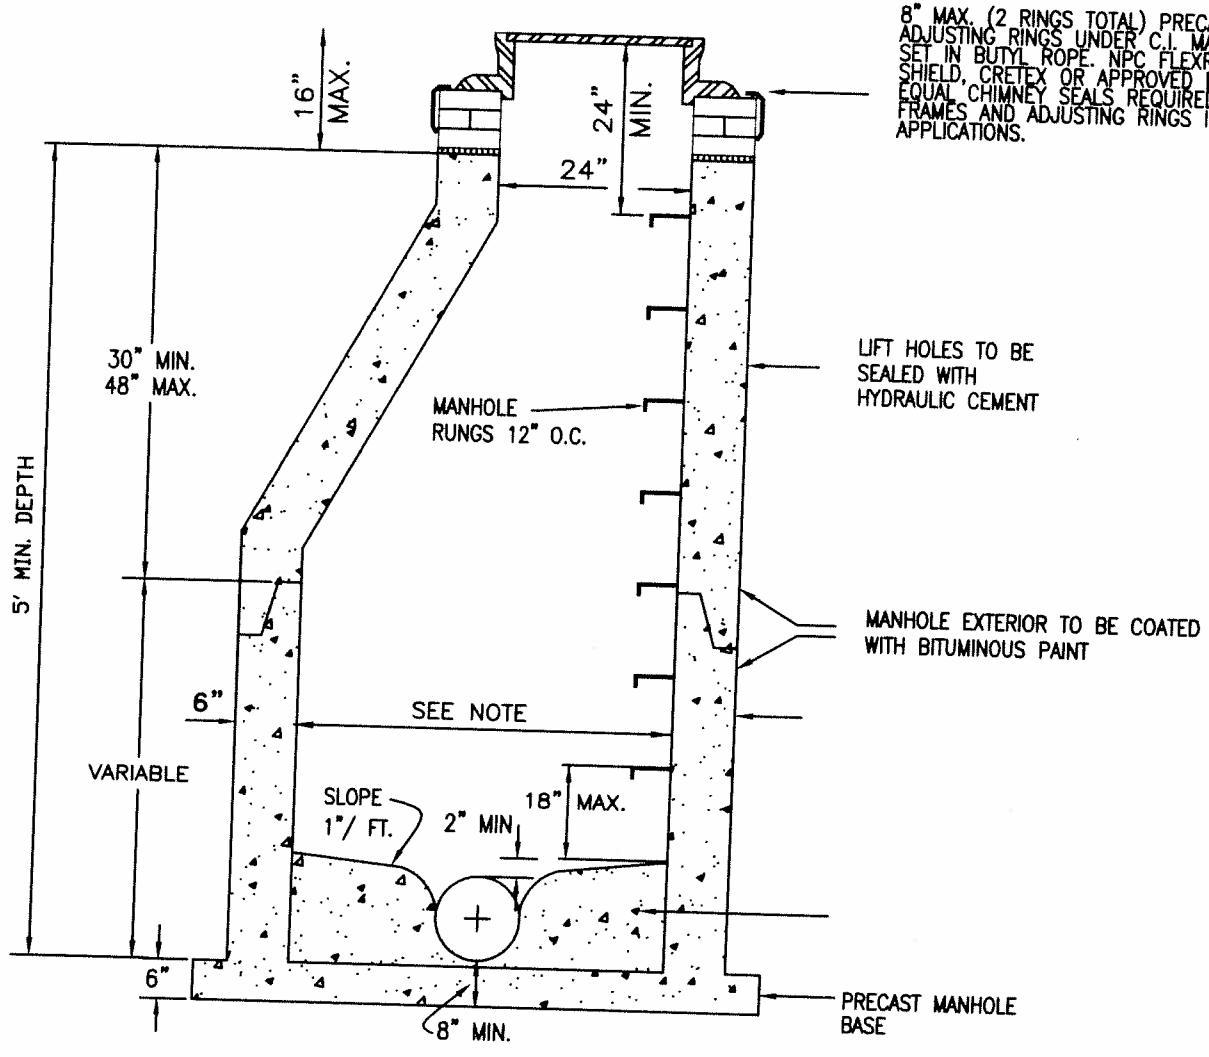 8" MAX. (2 RINGS TOTAL)
ADJUSTING RINGS UNDER C.I.
SET IN BUTYL ROPE. NPC
SHIELD, CRETEX OR APPROVED
EQUAL CHIMNEY SEALS
FRAMES AND ADJUSTING RINGS
APPLICATIONS.
16"
MAX.
24"
MIN.
24"
30" MIN.
48" MAX.
LIFT HOLES TO BE
SEALED WITH
HYDRAULIC CEMENT
MANHOLE
RUNGS 12" O.C.
5' MIN. DEPTH
MANHOLE EXTERIOR TO BE COATED
WITH BITUMINOUS PAINT
6"
SEE NOTE
VARIABLE
SLOPE
1"/ FT.
2" MIN
18" MAX.
6"
8" MIN.
PRECAST MANHOLE
BASE